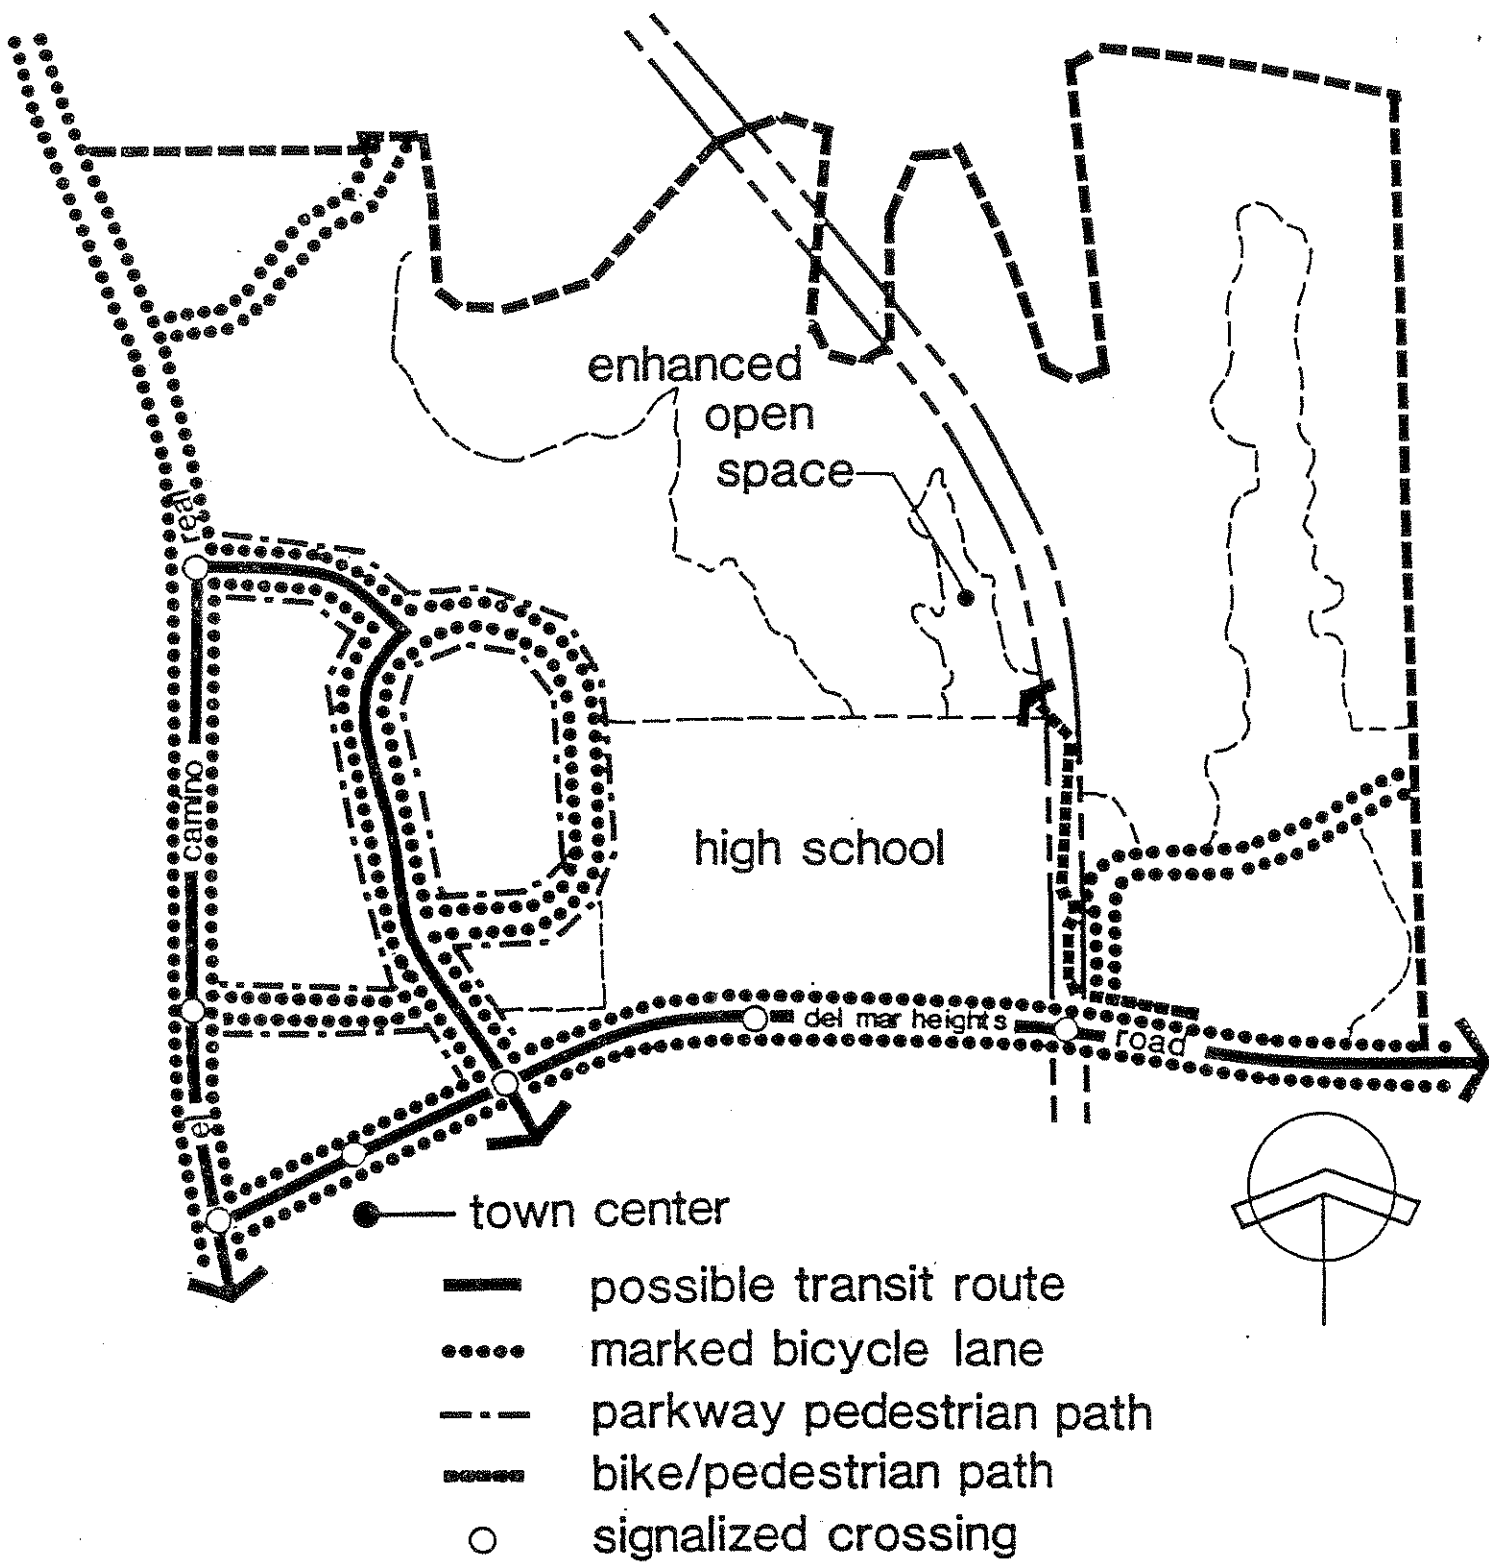 enhanced
open
space
real
camino
el
high school
del mar heights
road
town center
possible transit route
marked bicycle lane
parkway pedestrian path
bike/pedestrian path
signalized crossing